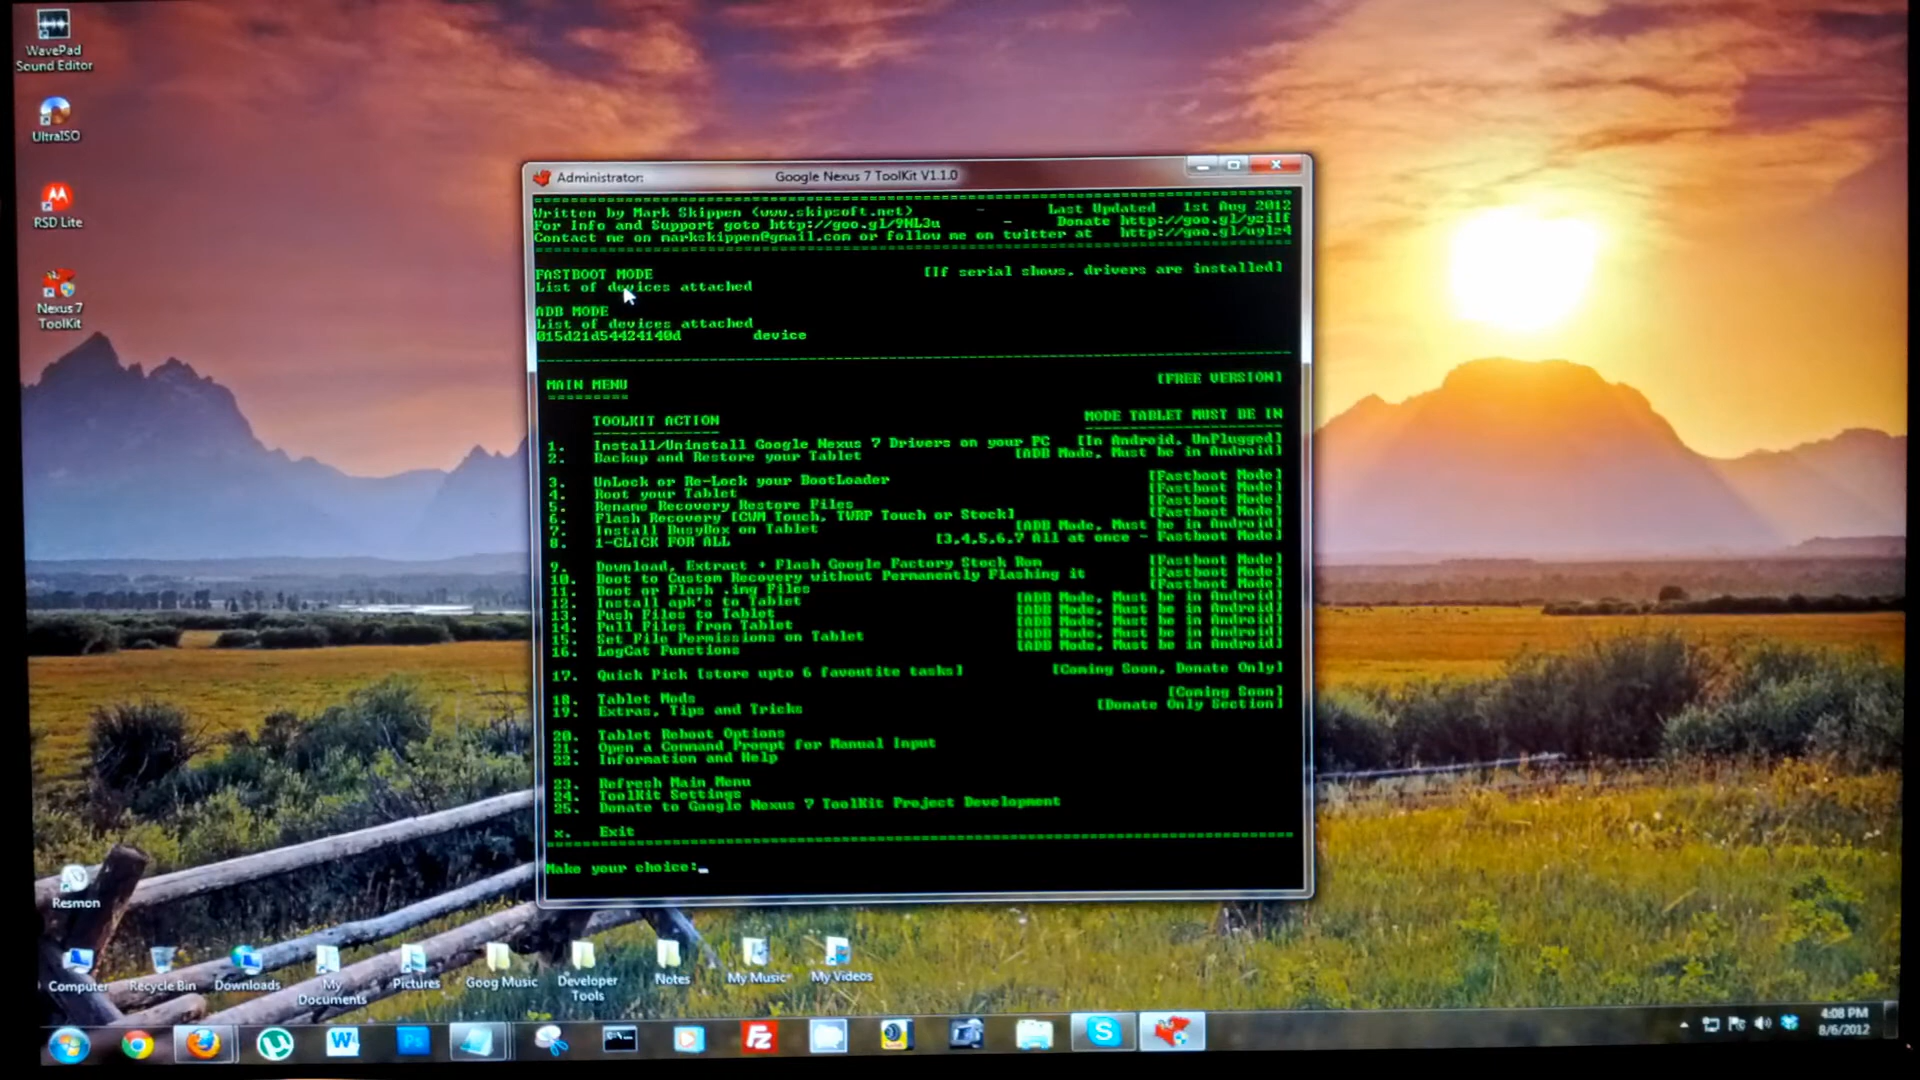 WavePad
Sound Editor
UltraISO
RSD Lite
Nexus 7
ToolKit
Administrator: Google Nexus 7 ToolKit V1.1.0
Written by Mark Skippen (www.skipsoft.net) - Last Updated 1st Aug 2012
For Info and Support goto http://goo.gl/9WL3u - Donate http://goo.gl/yzilf
Contact me on markskippen@gmail.com or follow me on twitter at http://goo.gl/uylz4
FASTBOOT MODE [If serial shows, drivers are installed]
List of devices attached
ADB MODE
List of devices attached
015d21d54424140d device
MAIN MENU [FREE VERSION]
TOOLKIT ACTION MODE TABLET MUST BE IN
1. Install/Uninstall Google Nexus 7 Drivers on your PC [In Android, UnPlugged]
2. Backup and Restore your Tablet [ADB Mode, Must be in Android]
3. UnLock or Re-Lock your BootLoader [Fastboot Mode]
4. Root your Tablet [Fastboot Mode]
5. Rename Recovery Restore Files [Fastboot Mode]
6. Flash Recovery [CWM Touch, TWRP Touch or Stock] [Fastboot Mode]
7. Install BusyBox on Tablet [ADB Mode, Must be in Android]
8. 1-CLICK FOR ALL [3,4,5,6,7 All at once - Fastboot Mode]
9. Download, Extract + Flash Google Factory Stock Rom [Fastboot Mode]
10. Boot to Custom Recovery without Permanently Flashing it [Fastboot Mode]
11. Boot or Flash .img Files [Fastboot Mode]
12. Install apk's to Tablet [ADB Mode, Must be in Android]
13. Push Files to Tablet [ADB Mode, Must be in Android]
14. Pull Files from Tablet [ADB Mode, Must be in Android]
15. Set File Permissions on Tablet [ADB Mode, Must be in Android]
16. LogCat Functions [ADB Mode, Must be in Android]
17. Quick Pick [store upto 6 favoutite tasks] [Coming Soon, Donate Only]
18. Tablet Mods [Coming Soon]
19. Extras, Tips and Tricks [Donate Only Section]
20. Tablet Reboot Options
21. Open a Command Prompt for Manual Input
22. Information and Help
23. Refresh Main Menu
24. ToolKit Settings
25. Donate to Google Nexus 7 ToolKit Project Development
x. Exit
Make your choice:_
Resmon
Computer
Recycle Bin
Downloads
My
Documents
Pictures
Goog Music
Developer
Tools
Notes
My Music
My Videos
4:08 PM
8/6/2012